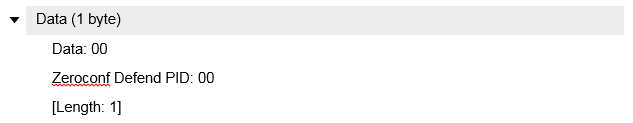 Data (1 byte)
Data: 00
Zeroconf Defend PID: 00
[Length: 1]